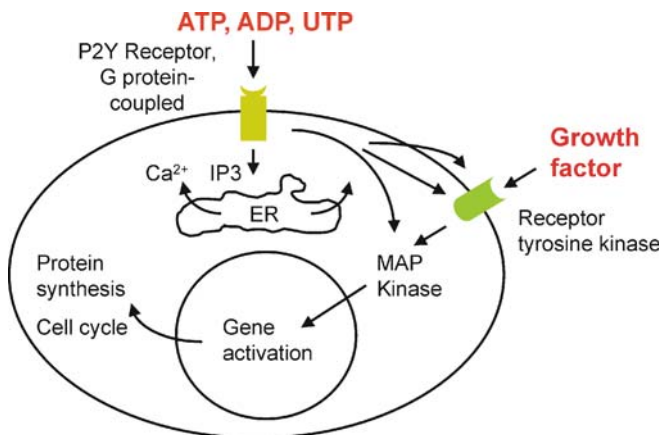 ATP, ADP, UTP
P2Y Receptor,
G protein-
coupled
Growth
factor
Ca²⁺ IP3
ER
Receptor
tyrosine kinase
Protein
synthesis
Cell cycle
MAP
Kinase
Gene
activation